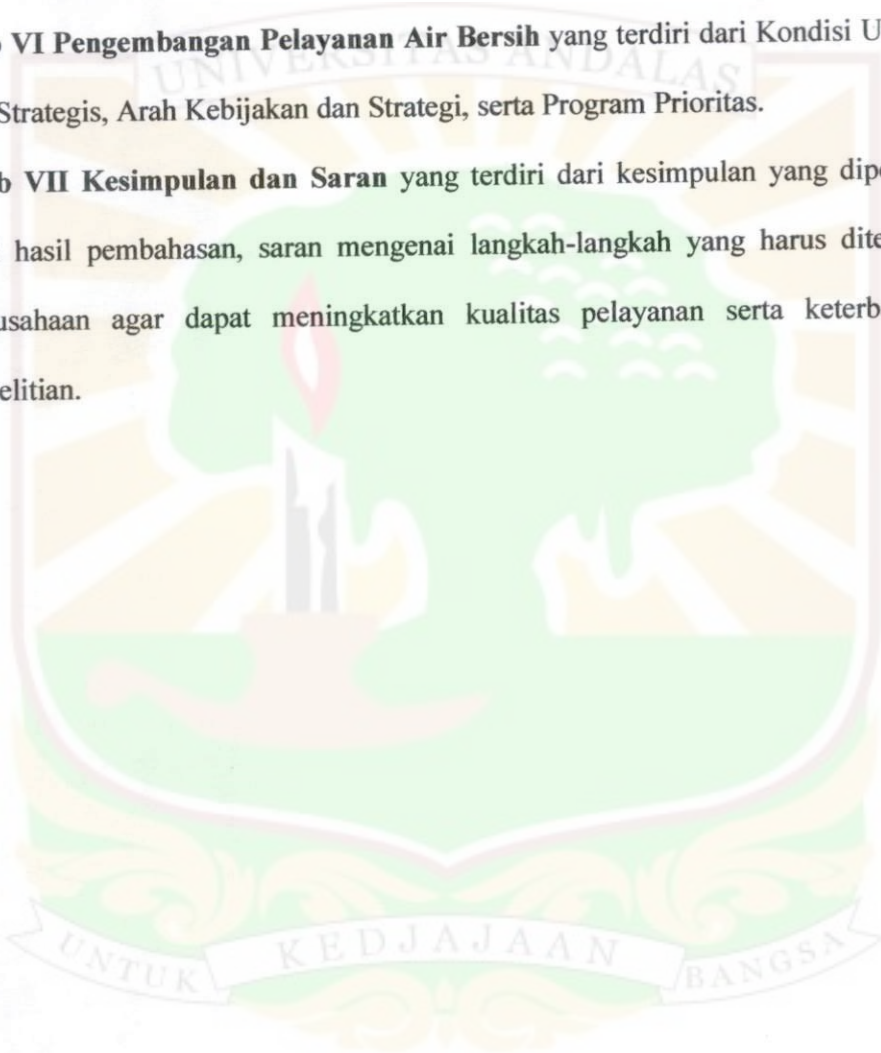 VI Pengembangan Pelayanan Air Bersih yang terdiri dari Kondisi U
Strategis, Arah Kebijakan dan Strategi, serta Program Prioritas.
b VII Kesimpulan dan Saran yang terdiri dari kesimpulan yang dip
hasil pembahasan, saran mengenai langkah-langkah yang harus dite
usahaan agar dapat meningkatkan kualitas pelayanan serta keterb
elitian.
UNIVERSITAS ANDALAS
UNTUK KEDJAJAAN BANGSA